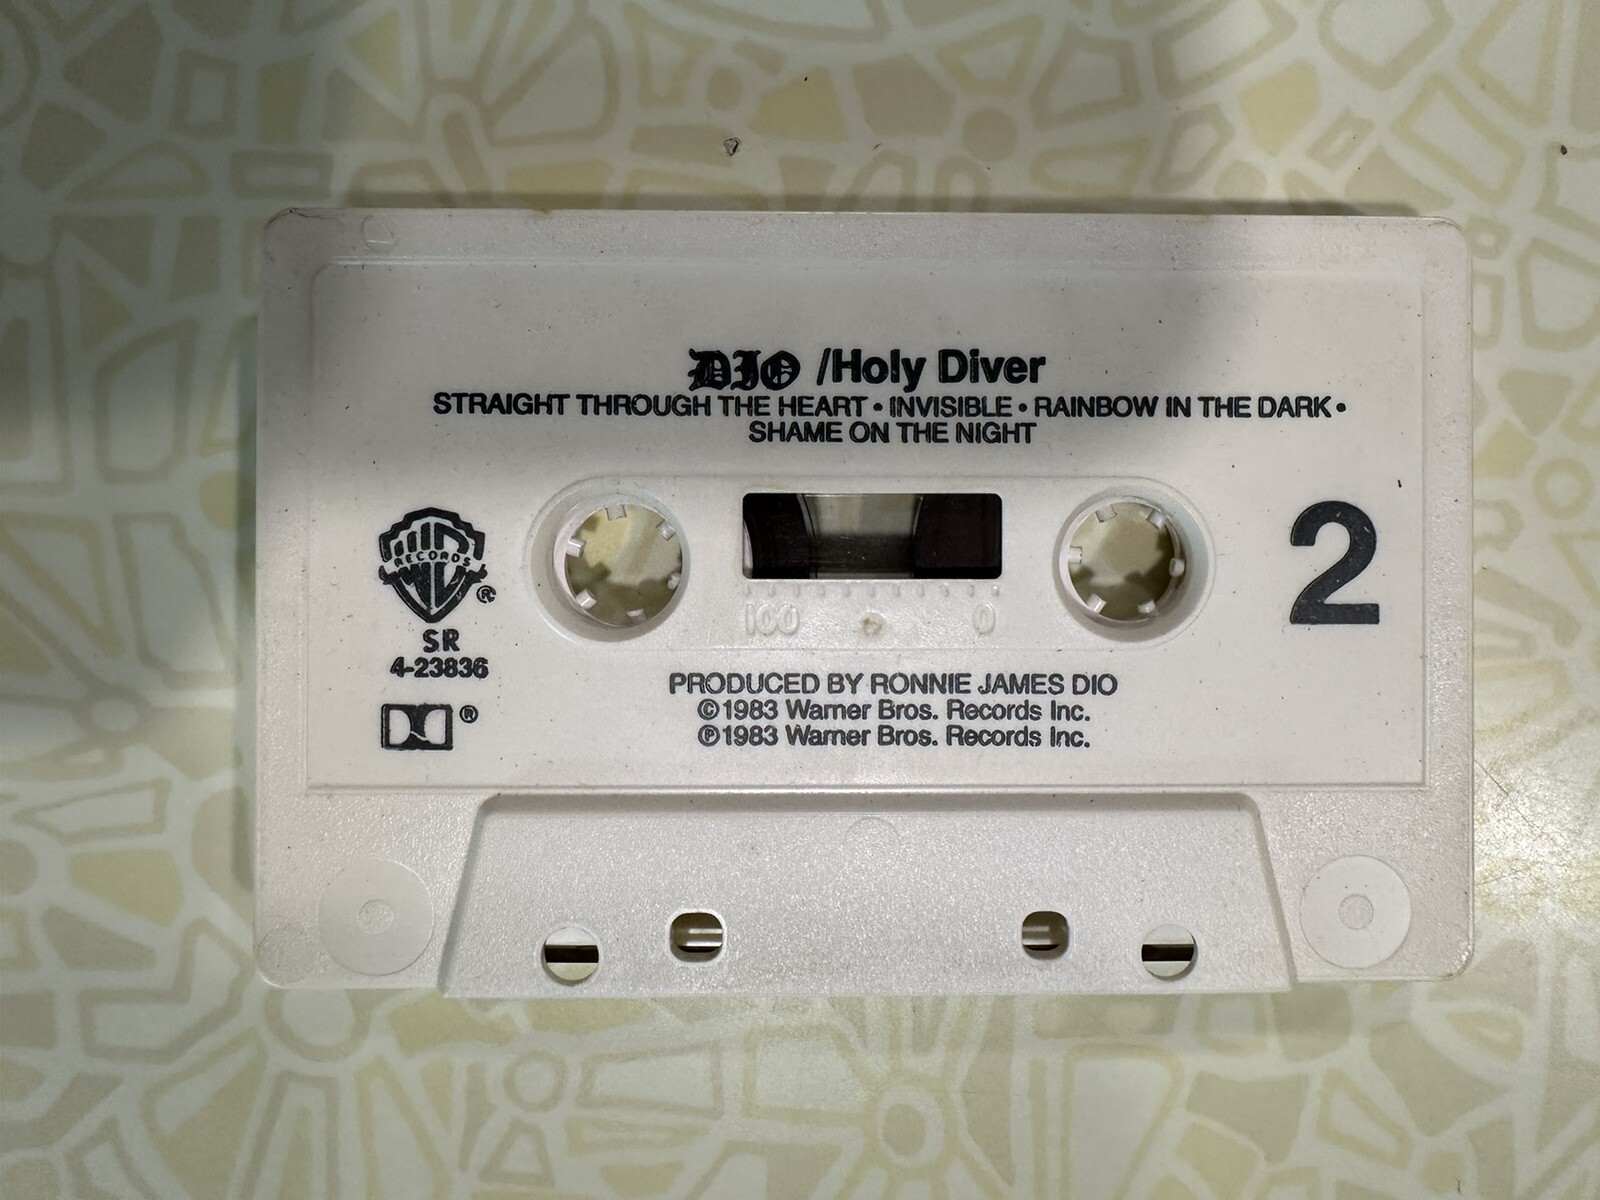 DIO /Holy Diver
STRAIGHT THROUGH THE HEART • INVISIBLE • RAINBOW IN THE DARK •
SHAME ON THE NIGHT
RECORDS
®
SR
4-23836
®
2
100 0
PRODUCED BY RONNIE JAMES DIO
©1983 Warner Bros. Records Inc.
℗1983 Warner Bros. Records Inc.